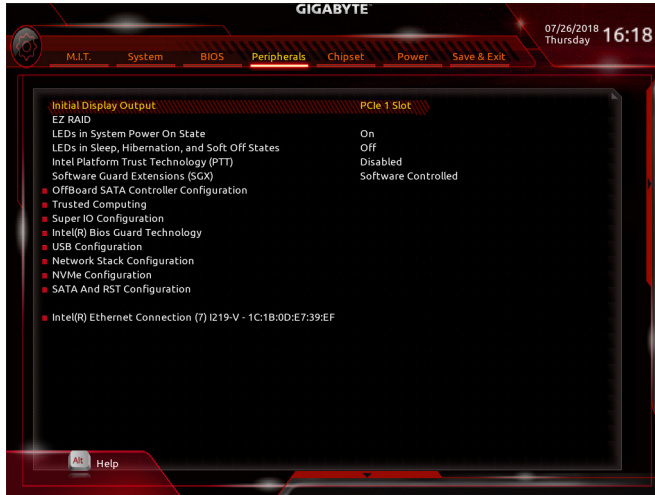 GIGABYTE™
07/26/2018 Thursday 16:18
M.I.T. System BIOS Peripherals Chipset Power Save & Exit
Initial Display Output PCIe 1 Slot
EZ RAID
LEDs in System Power On State On
LEDs in Sleep, Hibernation, and Soft Off States Off
Intel Platform Trust Technology (PTT) Disabled
Software Guard Extensions (SGX) Software Controlled
OffBoard SATA Controller Configuration
Trusted Computing
Super IO Configuration
Intel(R) Bios Guard Technology
USB Configuration
Network Stack Configuration
NVMe Configuration
SATA And RST Configuration
Intel(R) Ethernet Connection (7) I219-V - 1C:1B:0D:E7:39:EF
Alt Help